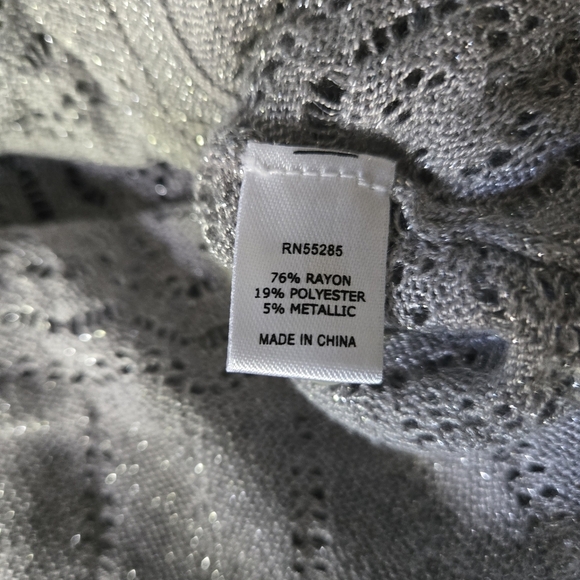 RN55285
76% RAYON
19% POLYESTER
5% METALLIC
MADE IN CHINA